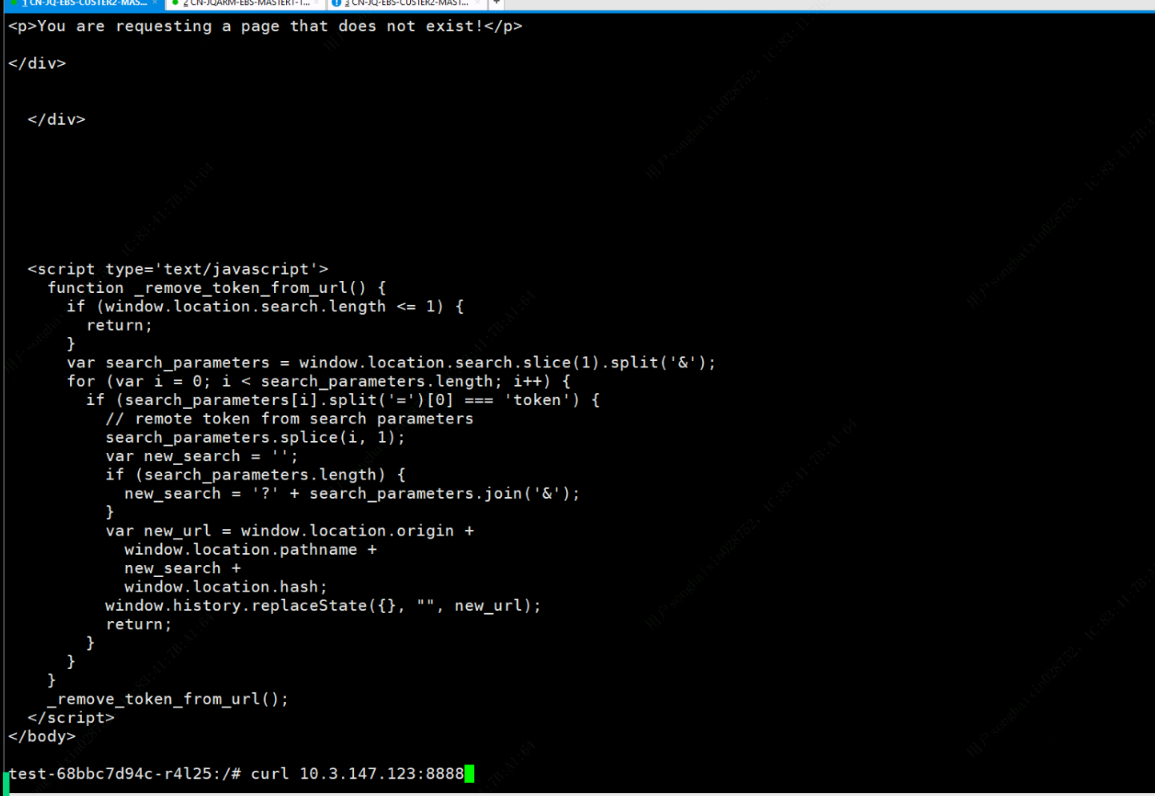 1 CN-JQ-EBS-CUSTER2-MAS...
2 CN-JQARM-EBS-MASTER1-T...
3 CN-JQ-EBS-CUSTER2-MAST...
+
<p>You are requesting a page that does not exist!</p>
</div>
  </div>
  <script type='text/javascript'>
    function _remove_token_from_url() {
      if (window.location.search.length <= 1) {
        return;
      }
      var search_parameters = window.location.search.slice(1).split('&');
      for (var i = 0; i < search_parameters.length; i++) {
        if (search_parameters[i].split('=')[0] === 'token') {
          // remote token from search parameters
          search_parameters.splice(i, 1);
          var new_search = '';
          if (search_parameters.length) {
            new_search = '?' + search_parameters.join('&');
          }
          var new_url = window.location.origin +
            window.location.pathname +
            new_search +
            window.location.hash;
          window.history.replaceState({}, "", new_url);
          return;
        }
      }
    }
    _remove_token_from_url();
  </script>
</body>
test-68bbc7d94c-r4l25:/# curl 10.3.147.123:8888